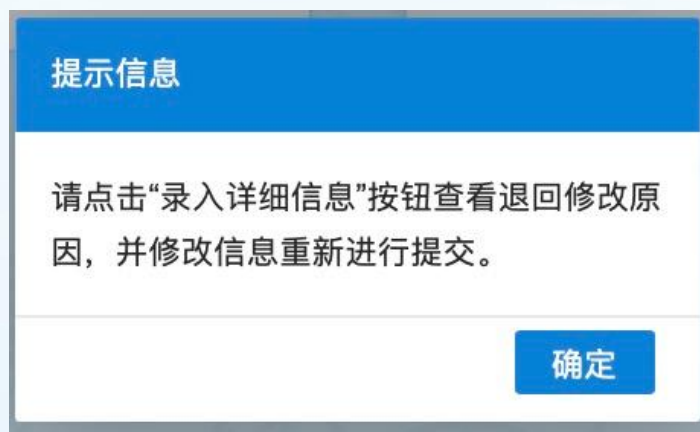 提示信息
请点击“录入详细信息”按钮查看退回修改原
因，并修改信息重新进行提交。
确定